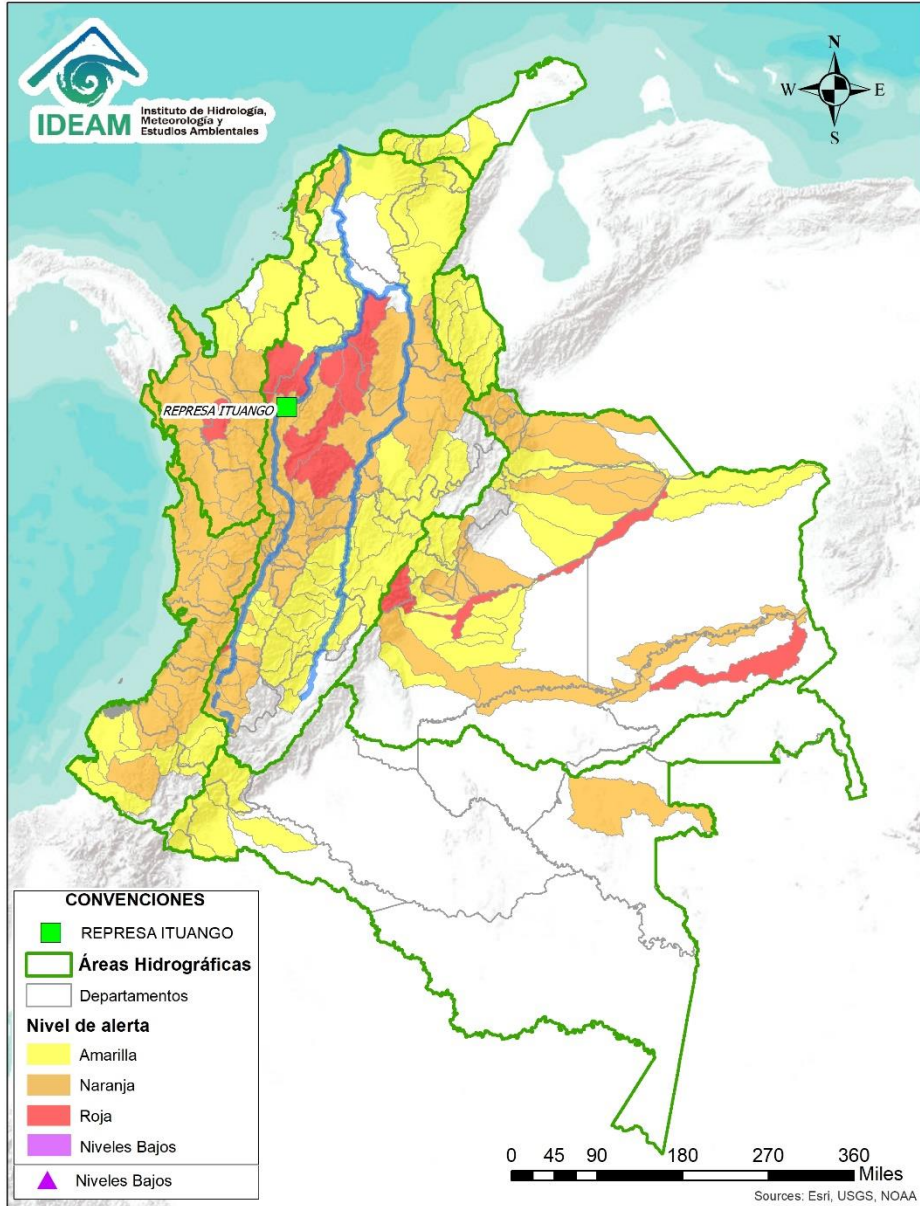 IDEAM
Instituto de Hidrología,
Meteorología y
Estudios Ambientales
N
W E
S
REPRESA ITUANGO
CONVENCIONES
REPRESA ITUANGO
Áreas Hidrográficas
Departamentos
Nivel de alerta
Amarilla
Naranja
Roja
Niveles Bajos
Niveles Bajos
0 45 90 180 270 360
Miles
Sources: Esri, USGS, NOAA